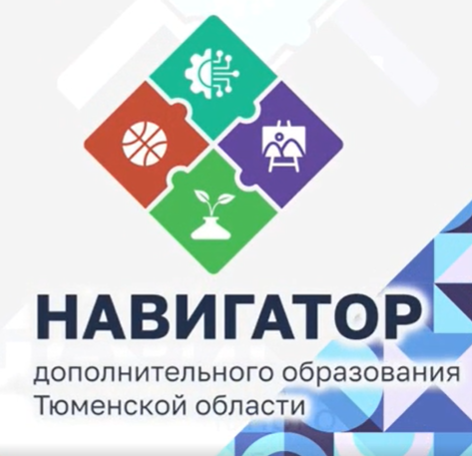 НАВИГАТОР
дополнительного образования
Тюменской области